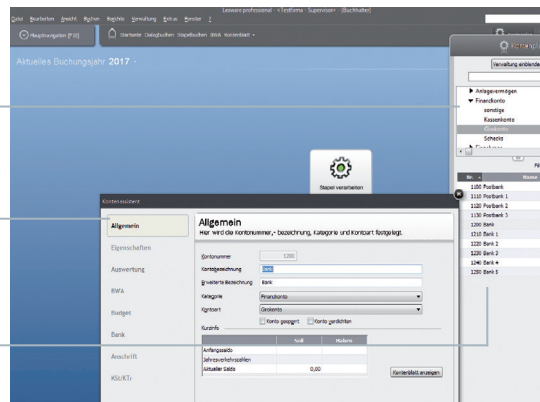 Lexware professional - <Testfirma - Supervisor> - [Buchhalter]
Datei Bearbeiten Ansicht Buchen Berichte Verwaltung Extras Fenster ?
Hauptnavigation [F10] Startseite Dialogbuchen Stapelbuchen BWA Kontenblatt
Aktuelles Buchungsjahr 2017
Verwaltung einblende
Anlagevermögen
Finanzkonto
sonstige
Kassenkonto
Girokonto
Schecks
Stapel verarbeiten
Nr. Name
1100 Postbank
1110 Postbank 1
1120 Postbank 2
1130 Postbank 3
1200 Bank
1210 Bank 1
1220 Bank 2
1230 Bank 3
1240 Bank 4
1250 Bank 5
Kontenassistent
Allgemein
Eigenschaften
Auswertung
BWA
Budget
Bank
Anschrift
KSt/KTr
Allgemein
Hier wird die Kontonummer,- bezeichnung, Kategorie und Kontoart festgelegt.
Kontonummer 1200
Kontobezeichnung Bank
Erweiterte Bezeichnung Bank
Kategorie Finanzkonto
Kontoart Girokonto
Konto gesperrt Konto verdichten
Kurzinfo
Soll Haben
Anfangssaldo
Jahresverkehrszahlen
Aktueller Saldo 0,00
Kontenblatt anzeigen